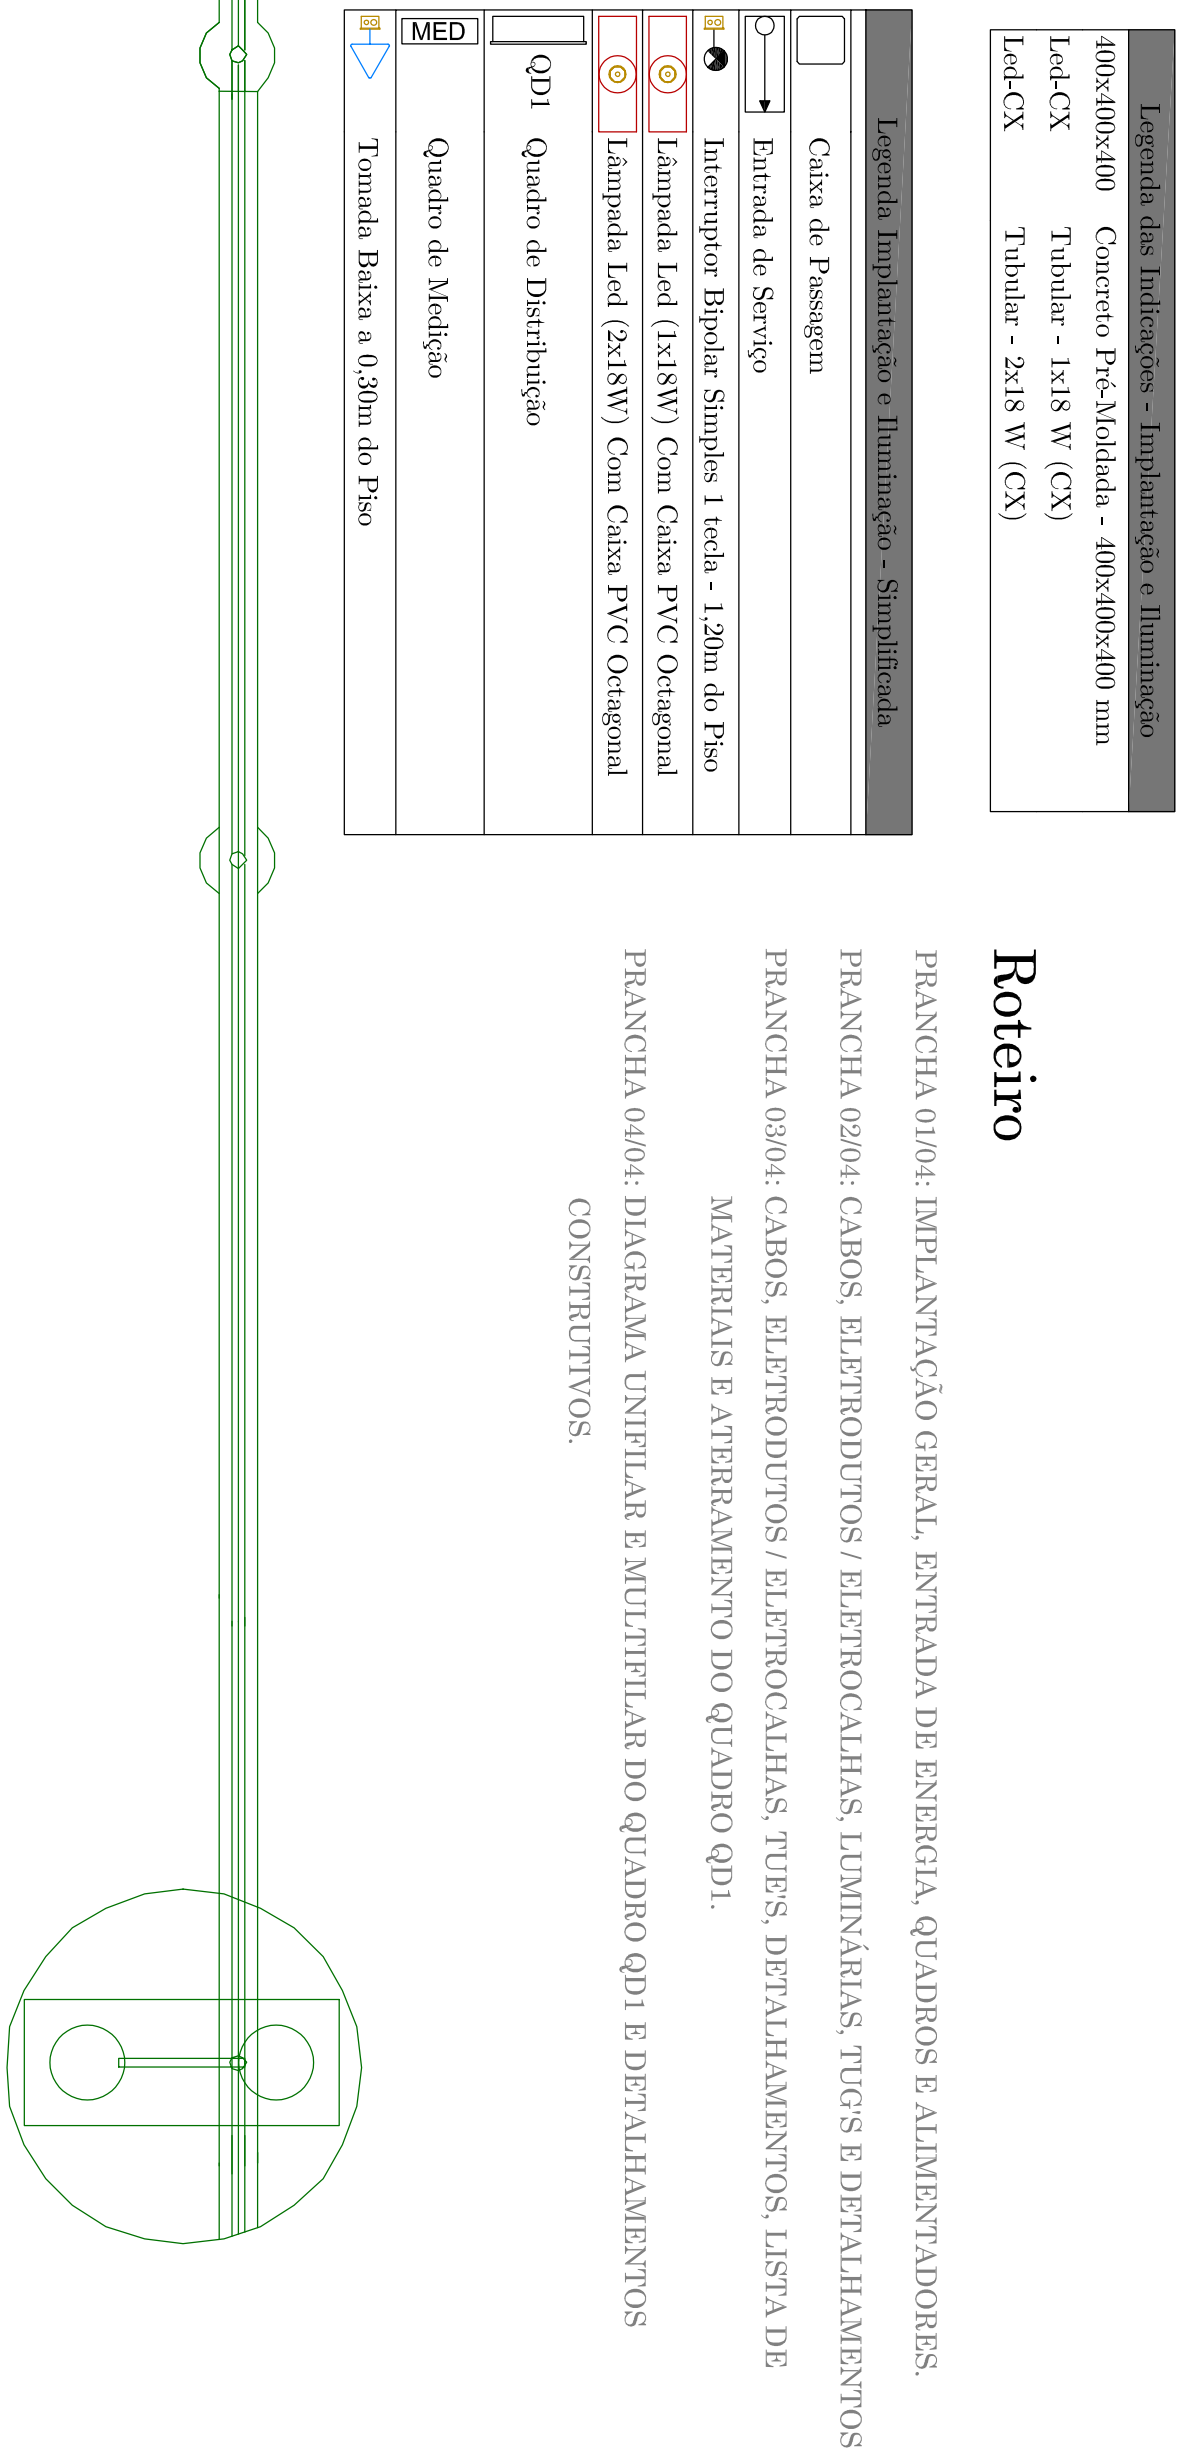 Legenda das Indicações - Implantação e Iluminação
400x400x400 Concreto Pré-Moldada - 400x400x400 mm
Led-CX Tubular - 1x18 W (CX)
Led-CX Tubular - 2x18 W (CX)
Legenda Implantação e Iluminação - Simplificada
Caixa de Passagem
Entrada de Serviço
Interruptor Bipolar Simples 1 tecla - 1,20m do Piso
Lâmpada Led (1x18W) Com Caixa PVC Octagonal
Lâmpada Led (2x18W) Com Caixa PVC Octagonal
QD1 Quadro de Distribuição
MED Quadro de Medição
Tomada Baixa a 0,30m do Piso
Roteiro
PRANCHA 01/04: IMPLANTAÇÃO GERAL, ENTRADA DE ENERGIA, QUADROS E ALIMENTADORES.
PRANCHA 02/04: CABOS, ELETRODUTOS / ELETROCALHAS, LUMINÁRIAS, TUG'S E DETALHAMENTOS
PRANCHA 03/04: CABOS, ELETRODUTOS / ELETROCALHAS, TUE'S, DETALHAMENTOS, LISTA DE
MATERIAIS E ATERRAMENTO DO QUADRO QD1.
PRANCHA 04/04: DIAGRAMA UNIFILAR E MULTIFILAR DO QUADRO QD1 E DETALHAMENTOS
CONSTRUTIVOS.